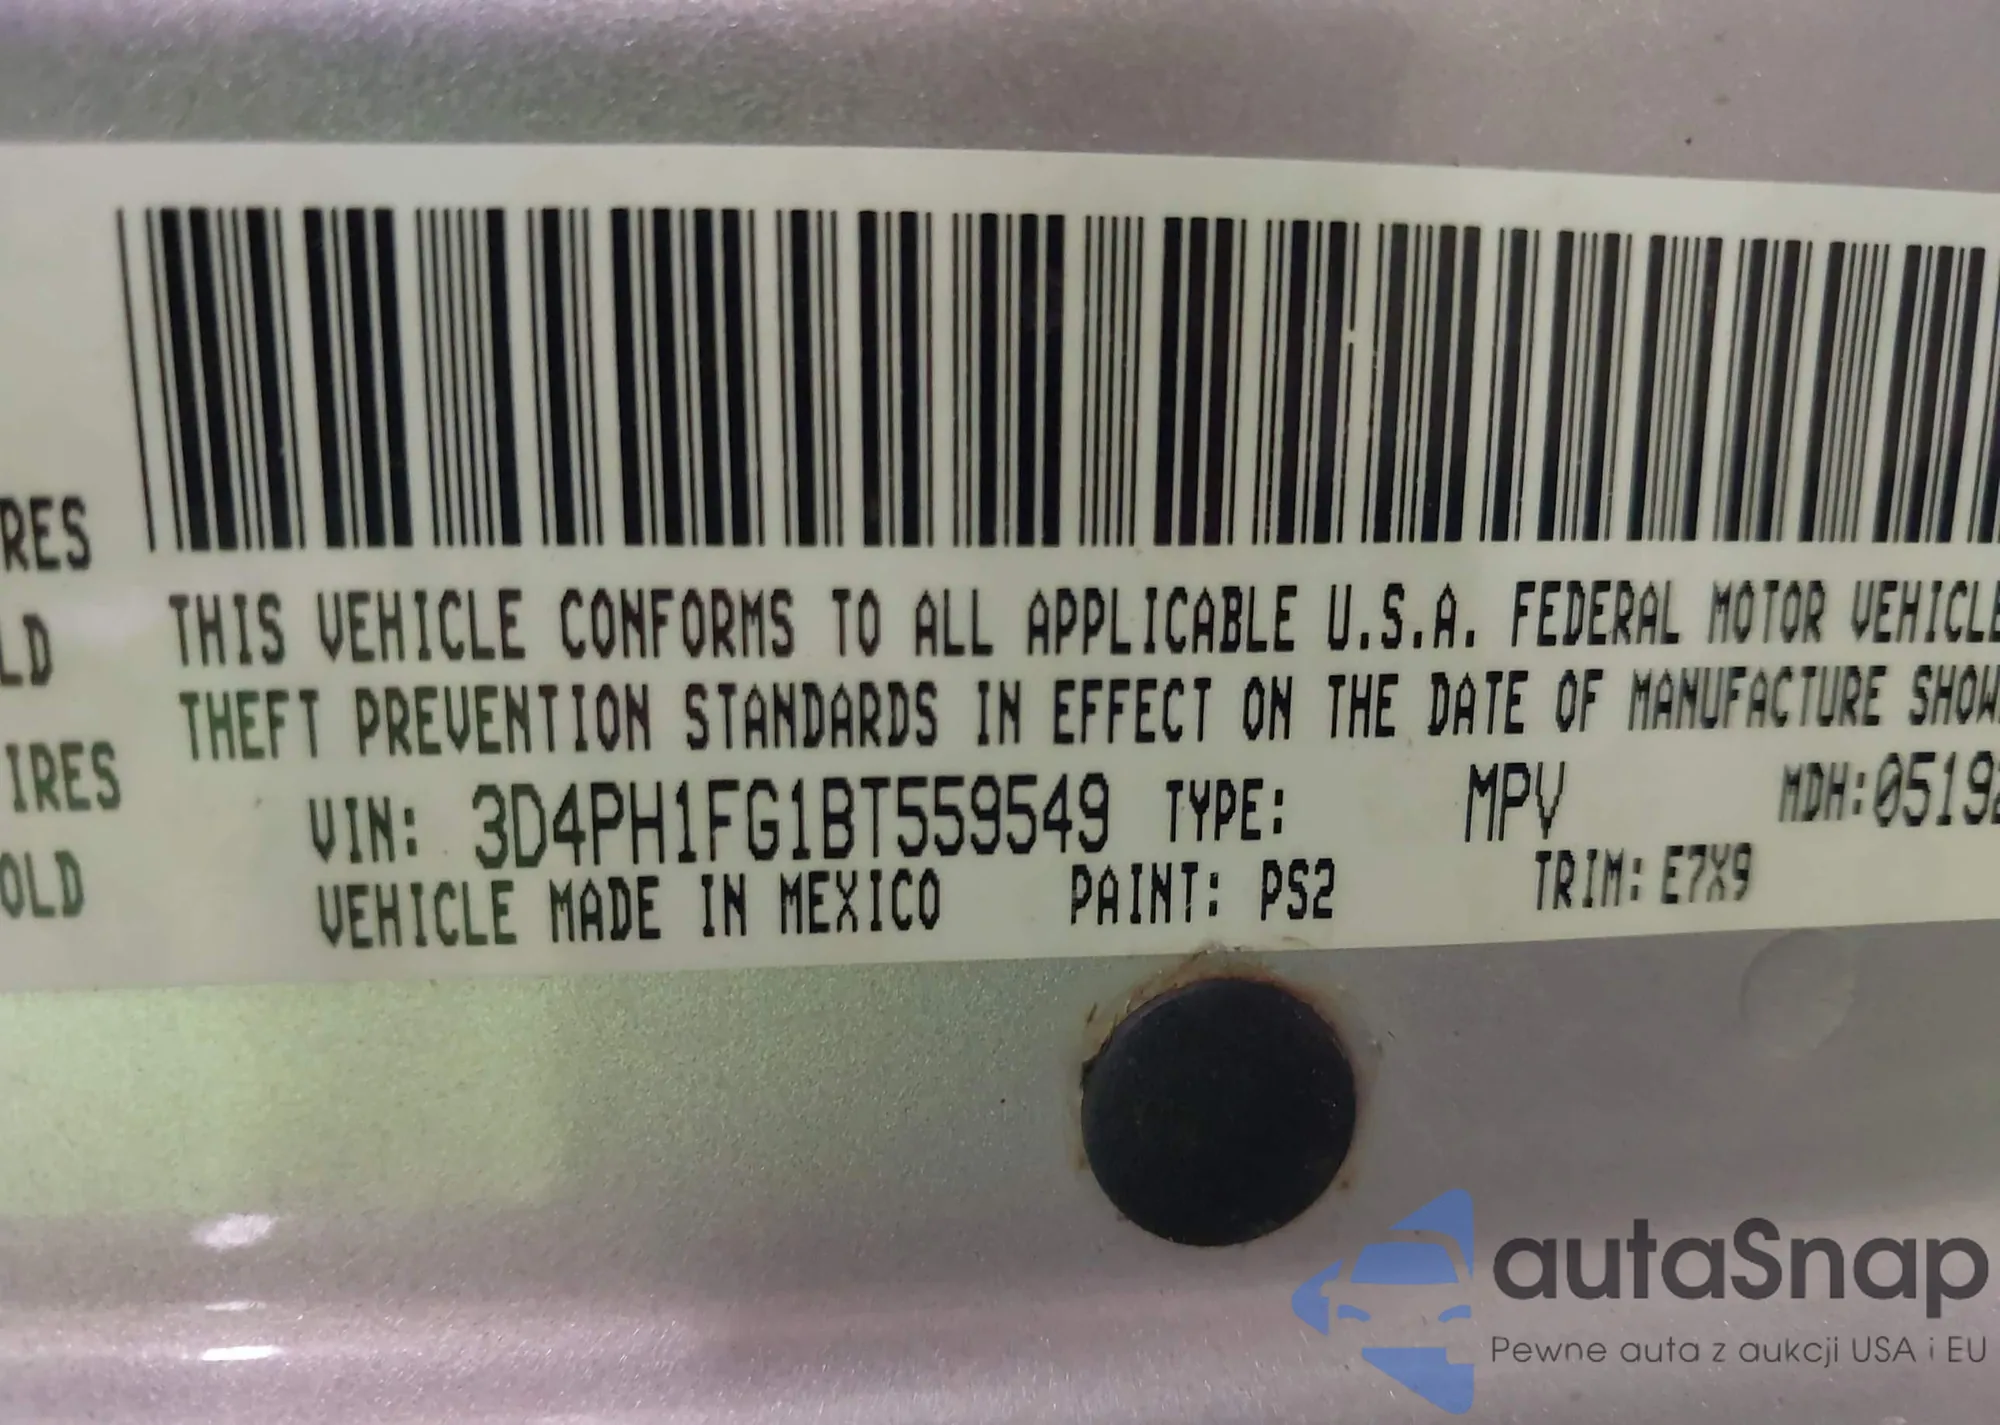 RES
LD
IRES
OLD
THIS VEHICLE CONFORMS TO ALL APPLICABLE U.S.A. FEDERAL MOTOR VEHICLE
THEFT PREVENTION STANDARDS IN EFFECT ON THE DATE OF MANUFACTURE SHOW
VIN: 3D4PH1FG1BT559549 TYPE: MPV MDH:05192
VEHICLE MADE IN MEXICO PAINT: PS2 TRIM: E7X9
autaSnap
Pewne auta z aukcji USA i EU